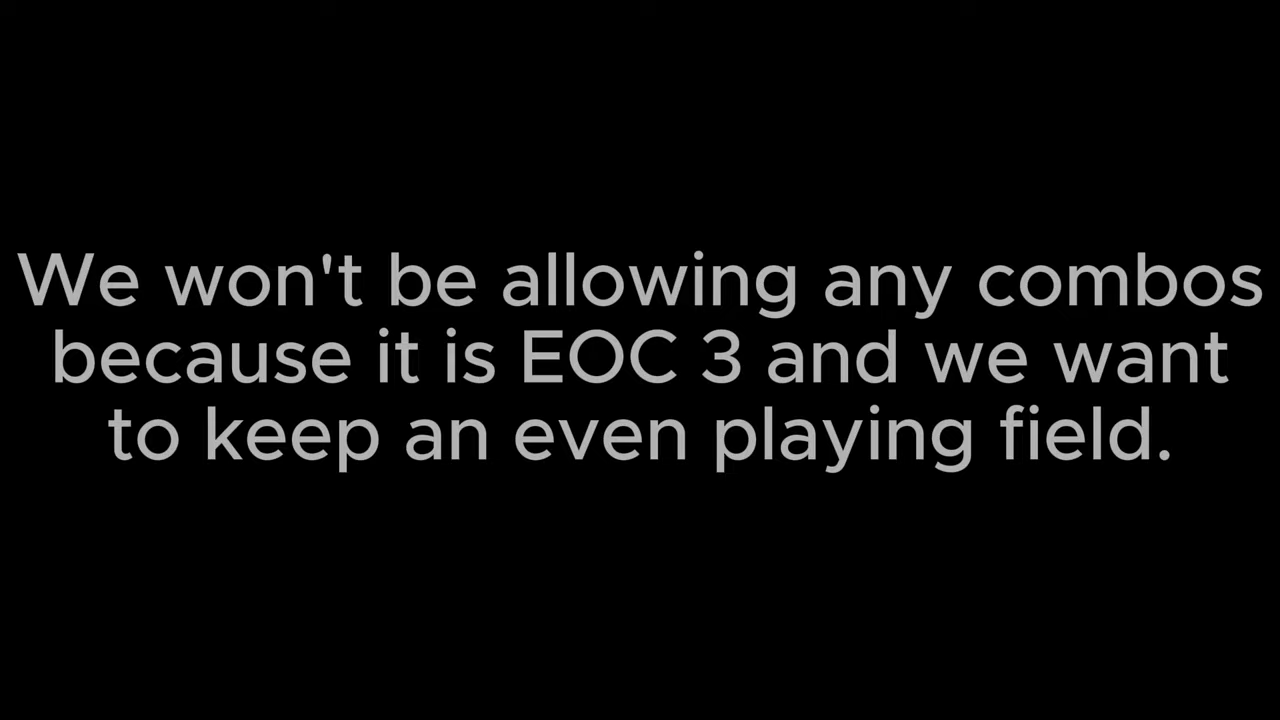 We won't be allowing any combos
because it is EOC 3 and we want
to keep an even playing field.